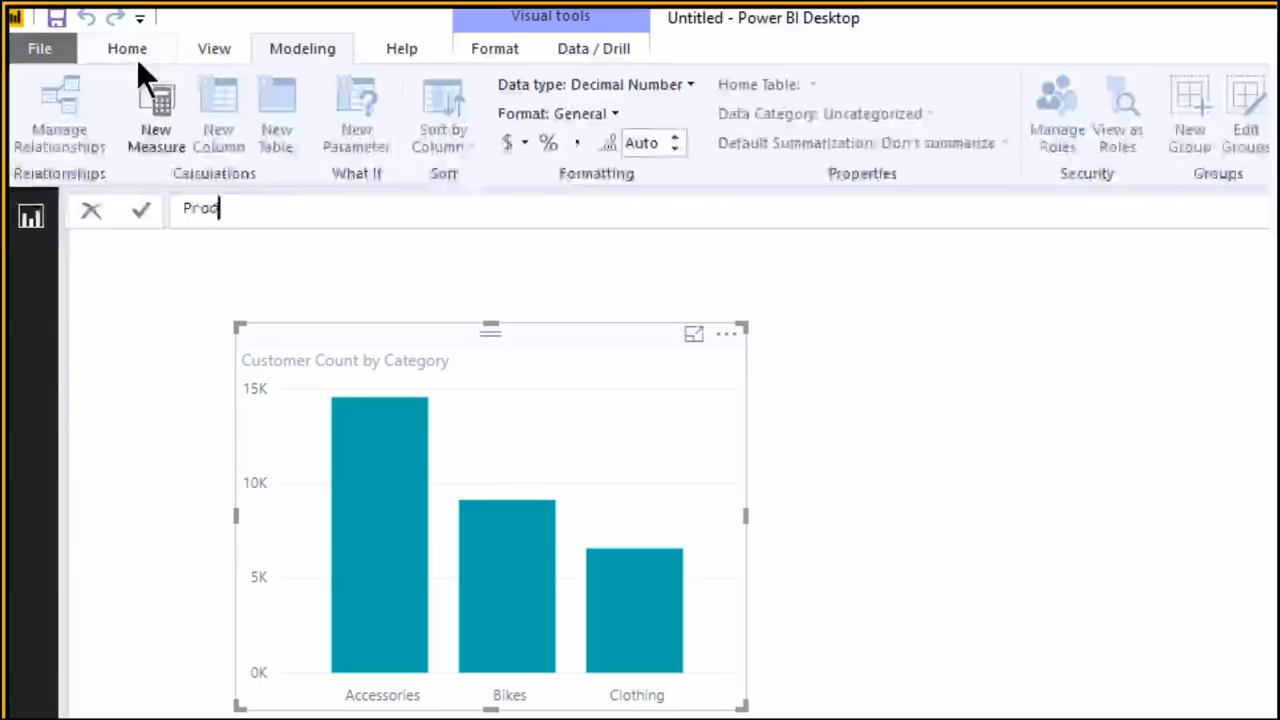 Visual tools
Untitled - Power BI Desktop
File Home View Modeling Help Format Data / Drill
Manage Relationships
New Measure
New Column
New Table
New Parameter
Sort by Column
Data type: Decimal Number
Format: General
$ % , Auto
Home Table:
Data Category: Uncategorized
Default Summarization: Don't summarize
Manage Roles
View as Roles
New Group
Edit Groups
Relationships Calculations What If Sort Formatting Properties Security Groups
Prod
Customer Count by Category
15K
10K
5K
0K
Accessories Bikes Clothing